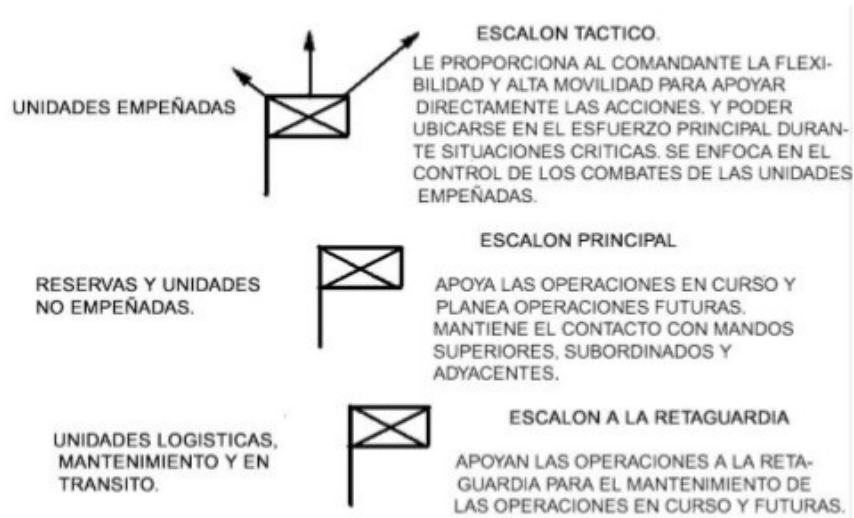 ESCALON TACTICO.
UNIDADES EMPEÑADAS
LE PROPORCIONA AL COMANDANTE LA FLEXI-
BILIDAD Y ALTA MOVILIDAD PARA APOYAR
DIRECTAMENTE LAS ACCIONES. Y PODER
UBICARSE EN EL ESFUERZO PRINCIPAL DURAN-
TE SITUACIONES CRITICAS. SE ENFOCA EN EL
CONTROL DE LOS COMBATES DE LAS UNIDADES
EMPEÑADAS.
ESCALON PRINCIPAL
RESERVAS Y UNIDADES
NO EMPEÑADAS.
APOYA LAS OPERACIONES EN CURSO Y
PLANEA OPERACIONES FUTURAS.
MANTIENE EL CONTACTO CON MANDOS
SUPERIORES, SUBORDINADOS Y
ADYACENTES.
ESCALON A LA RETAGUARDIA
UNIDADES LOGISTICAS,
MANTENIMIENTO Y EN
TRANSITO.
APOYAN LAS OPERACIONES A LA RETA-
GUARDIA PARA EL MANTENIMIENTO DE
LAS OPERACIONES EN CURSO Y FUTURAS.